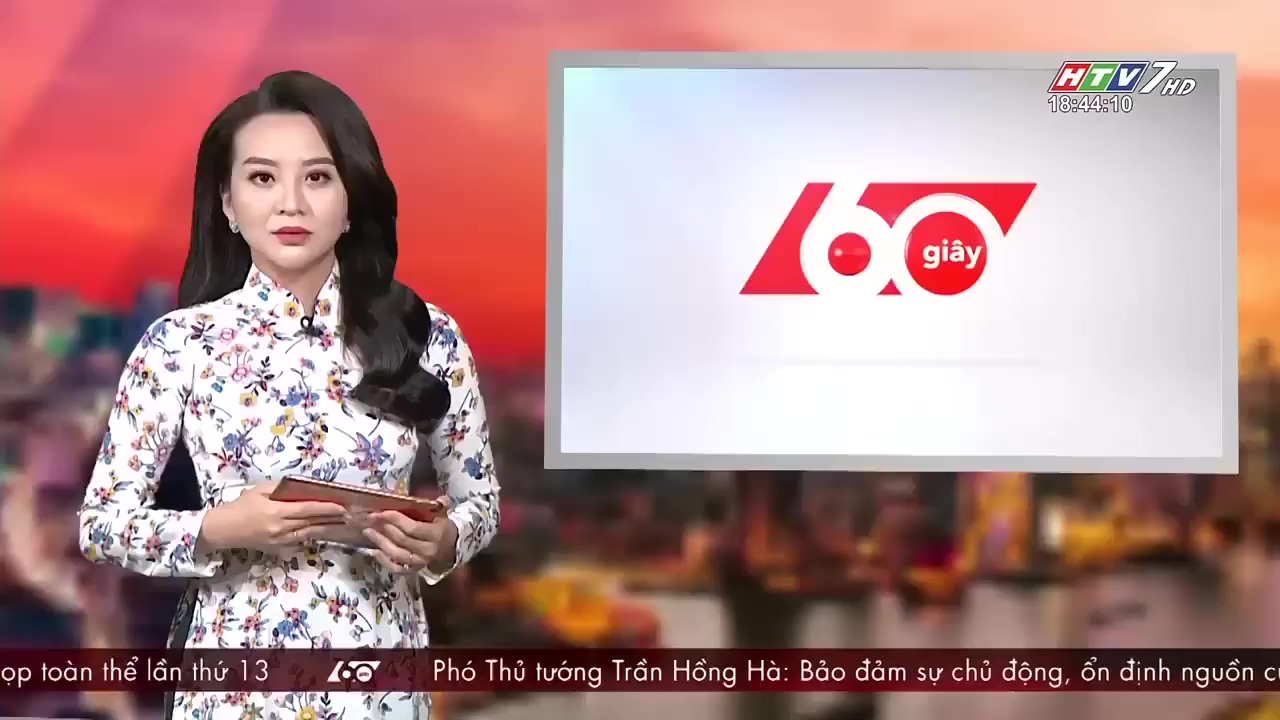 HTV7 HD
18:44:10
60 giây
ọp toàn thể lần thứ 13 60 Phó Thủ tướng Trần Hồng Hà: Bảo đảm sự chủ động, ổn định nguồn